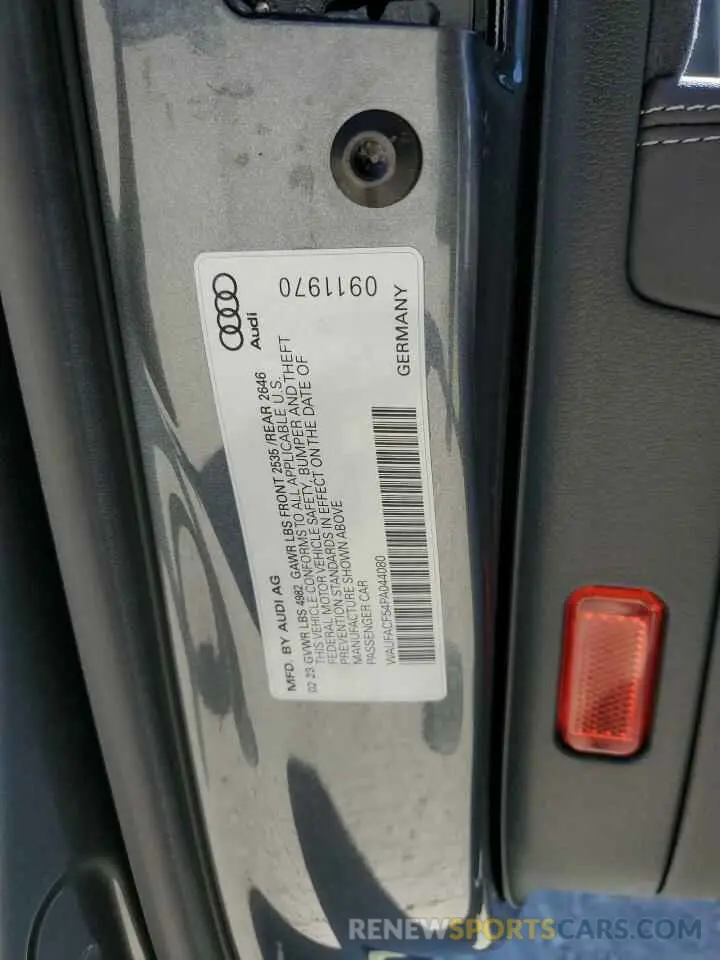 Audi
0911970
MFD. BY AUDI AG
GERMANY
02 23 GVWR LBS 4982 GAWR LBS FRONT 2535/REAR 2646
THIS VEHICLE CONFORMS TO ALL APPLICABLE U.S.
FEDERAL MOTOR VEHICLE SAFETY, BUMPER AND THEFT
PREVENTION STANDARDS IN EFFECT ON THE DATE OF
MANUFACTURE SHOWN ABOVE
PASSENGER CAR
WAUFACF54PA044080
RENEWSPORTSCARS.COM